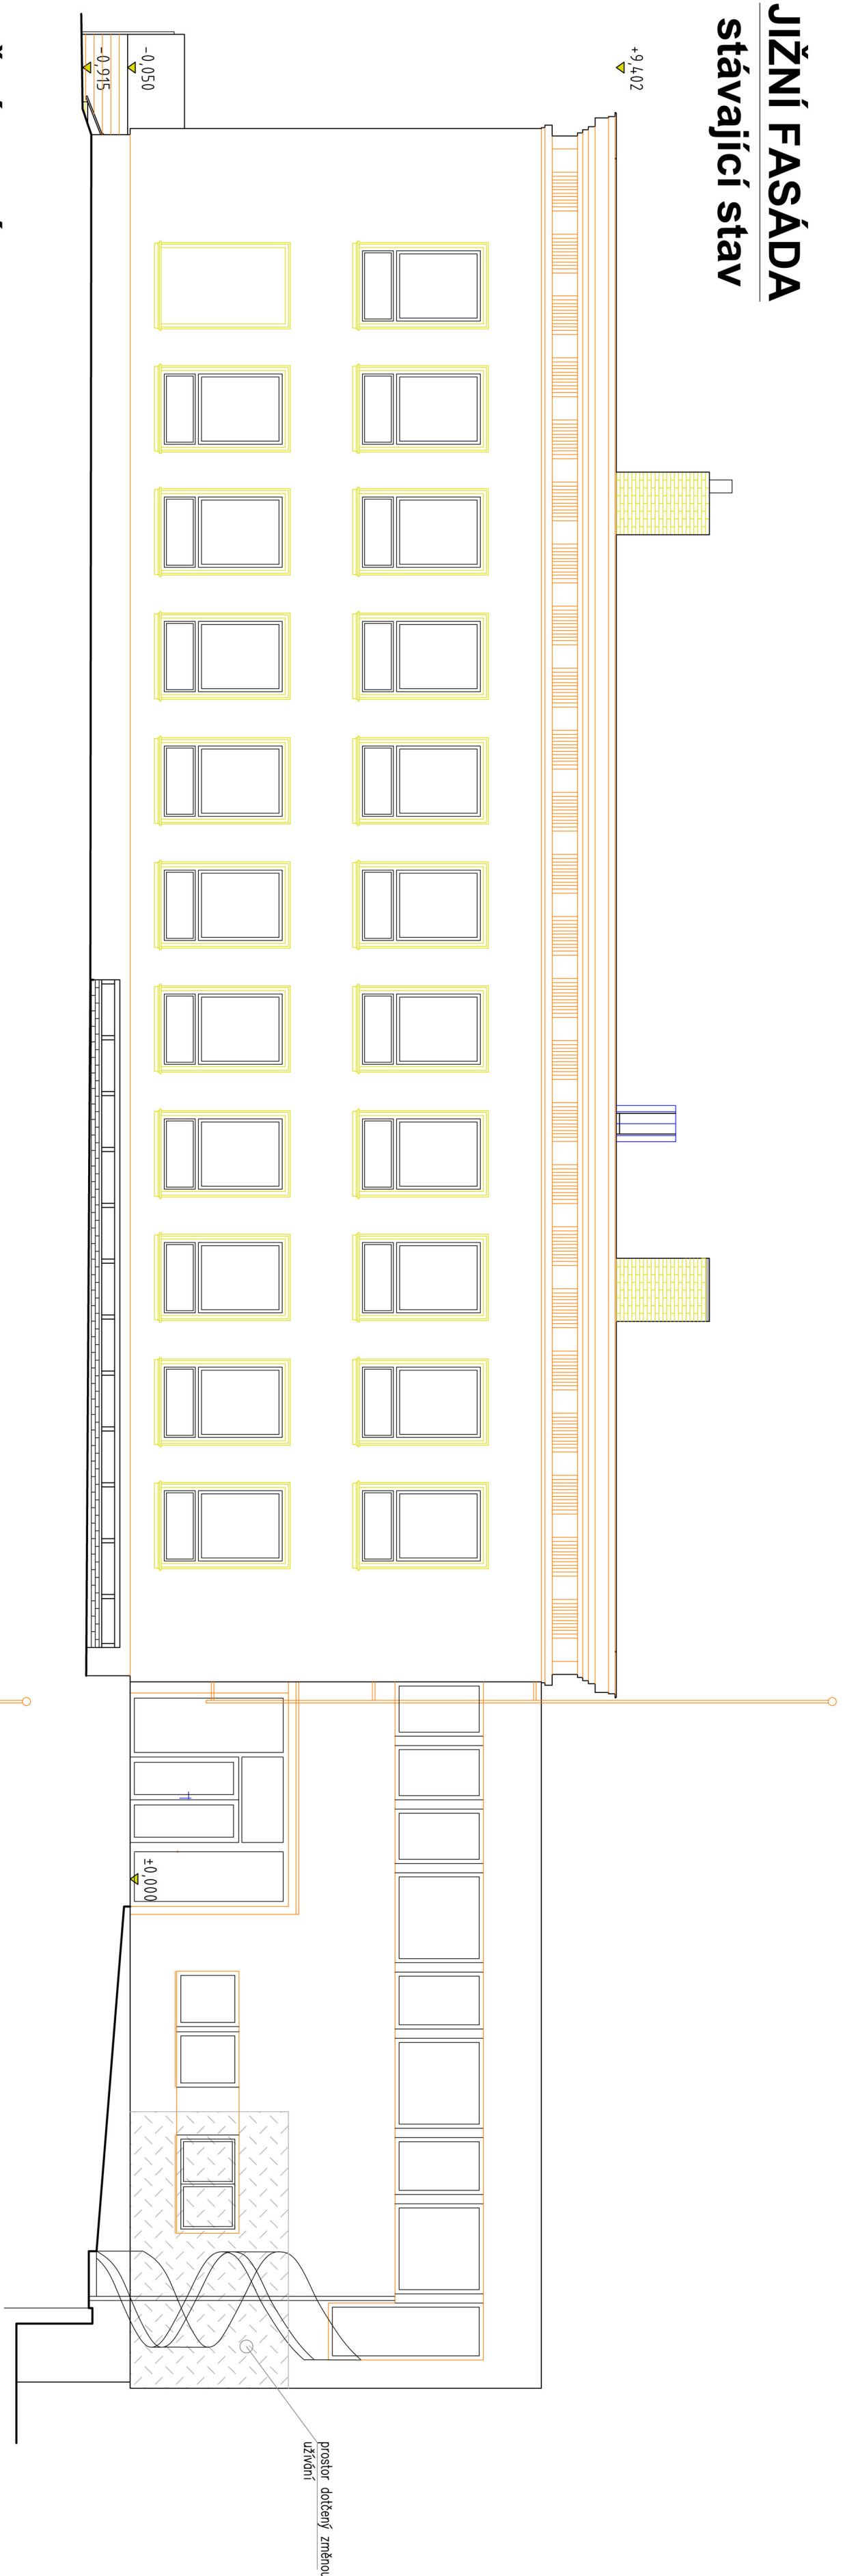 JIŽNÍ FASÁDA
stávající stav
+9,402
-0,050
-0,915
±0,000
prostor dotčený změnou
užívání